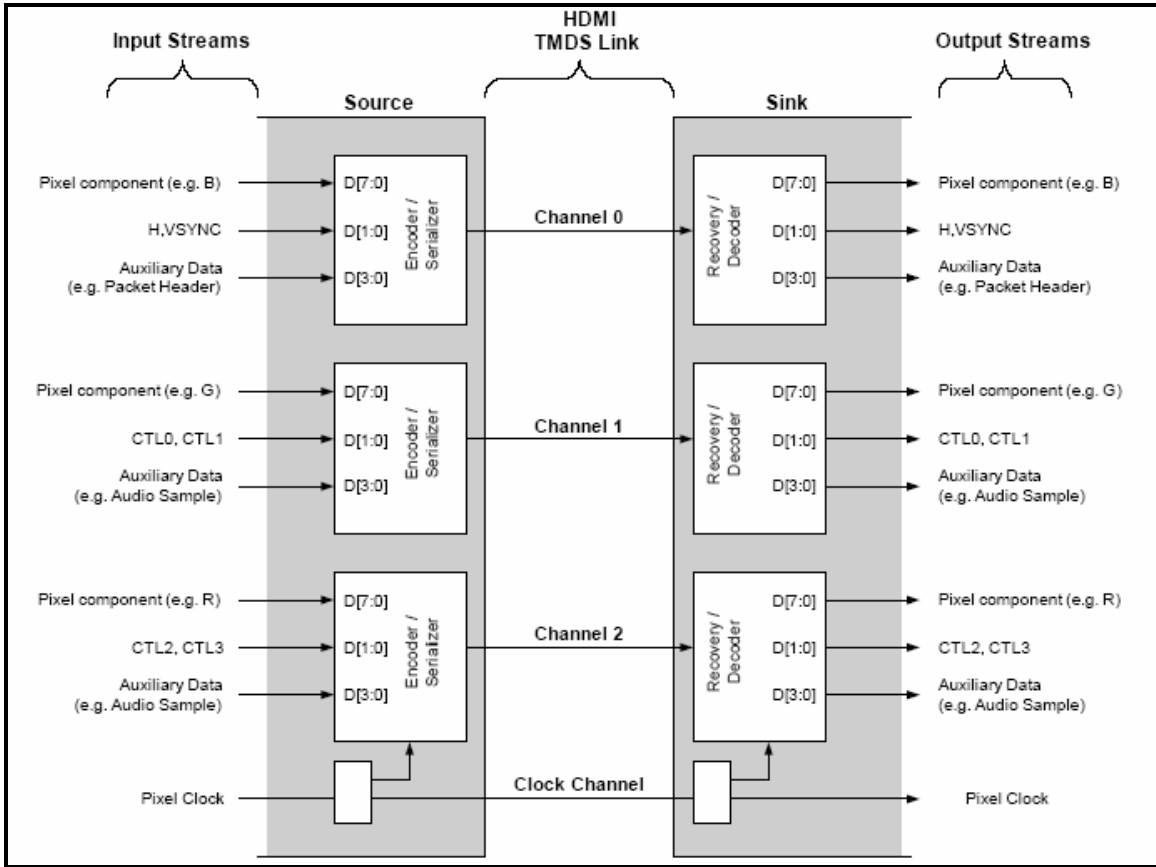 HDMI
TMDS Link
Input Streams
Output Streams
Source
Sink
Pixel component (e.g. B)
D[7:0]
H,VSYNC
D[1:0]
Auxiliary Data
(e.g. Packet Header)
D[3:0]
Encoder /
Serializer
Channel 0
Recovery /
Decoder
D[7:0]
Pixel component (e.g. B)
D[1:0]
H,VSYNC
D[3:0]
Auxiliary Data
(e.g. Packet Header)
Pixel component (e.g. G)
D[7:0]
CTL0, CTL1
D[1:0]
Auxiliary Data
(e.g. Audio Sample)
D[3:0]
Encoder /
Serializer
Channel 1
Recovery /
Decoder
D[7:0]
Pixel component (e.g. G)
D[1:0]
CTL0, CTL1
D[3:0]
Auxiliary Data
(e.g. Audio Sample)
Pixel component (e.g. R)
D[7:0]
CTL2, CTL3
D[1:0]
Auxiliary Data
(e.g. Audio Sample)
D[3:0]
Encoder /
Serializer
Channel 2
Recovery /
Decoder
D[7:0]
Pixel component (e.g. R)
D[1:0]
CTL2, CTL3
D[3:0]
Auxiliary Data
(e.g. Audio Sample)
Pixel Clock
Clock Channel
Pixel Clock